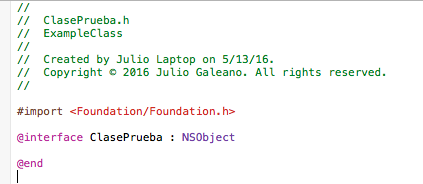 //
//  ClasePrueba.h
//  ExampleClass
//
//  Created by Julio Laptop on 5/13/16.
//  Copyright © 2016 Julio Galeano. All rights reserved.
//
#import <Foundation/Foundation.h>
@interface ClasePrueba : NSObject
@end